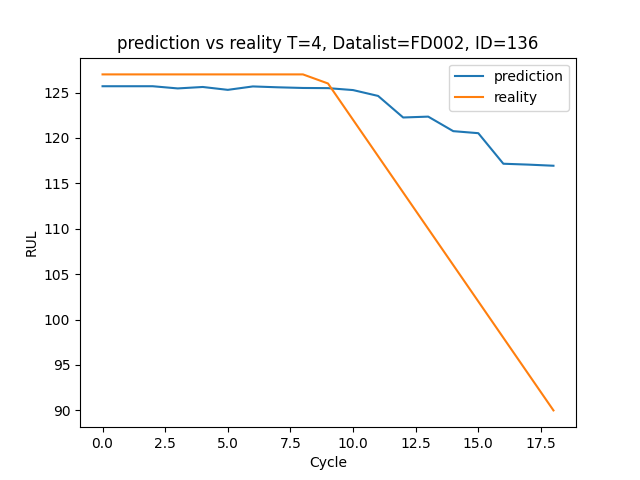 prediction vs reality T=4, Datalist=FD002, ID=136
prediction
reality
RUL
125
120
115
110
105
100
95
90
0.0 2.5 5.0 7.5 10.0 12.5 15.0 17.5
Cycle